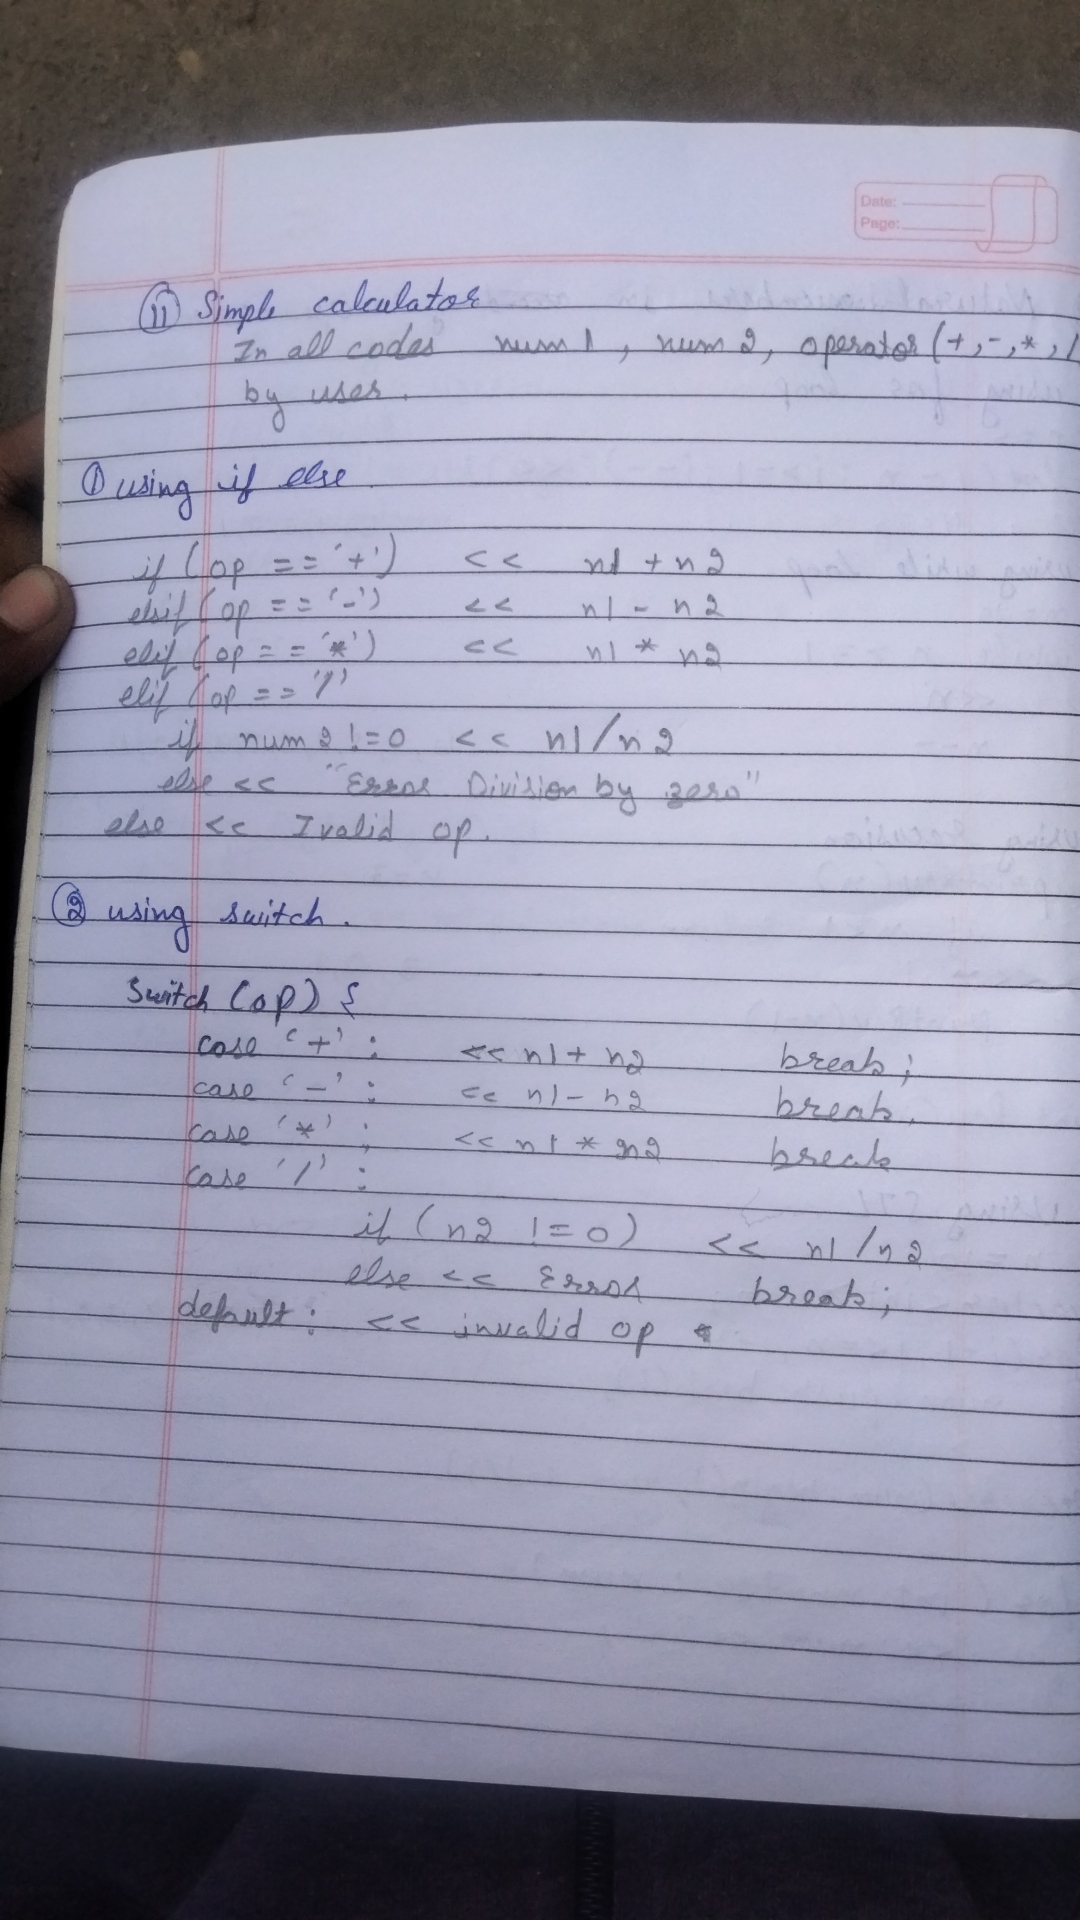 Date:
Page:
(11) Simple calculator
In all codes num 1, num 2, operator (+,-,*,/
by user.
① using if else
if (op == '+') << n1 + n2
elsif (op == '-') << n1 - n2
elif (op == '*') << n1 * n2
elif (op == '/'
if num 2 != 0 << n1/n2
else << "Error Division by zero"
else << Ivalid op.
② using switch.
Switch (op) {
case '+' : << n1 + n2 break;
case '-' : << n1 - n2 break.
case '*' ; << n1 * n2 break
case '/' :
if (n2 != 0) << n1/n2
else << Error break;
default : << invalid op